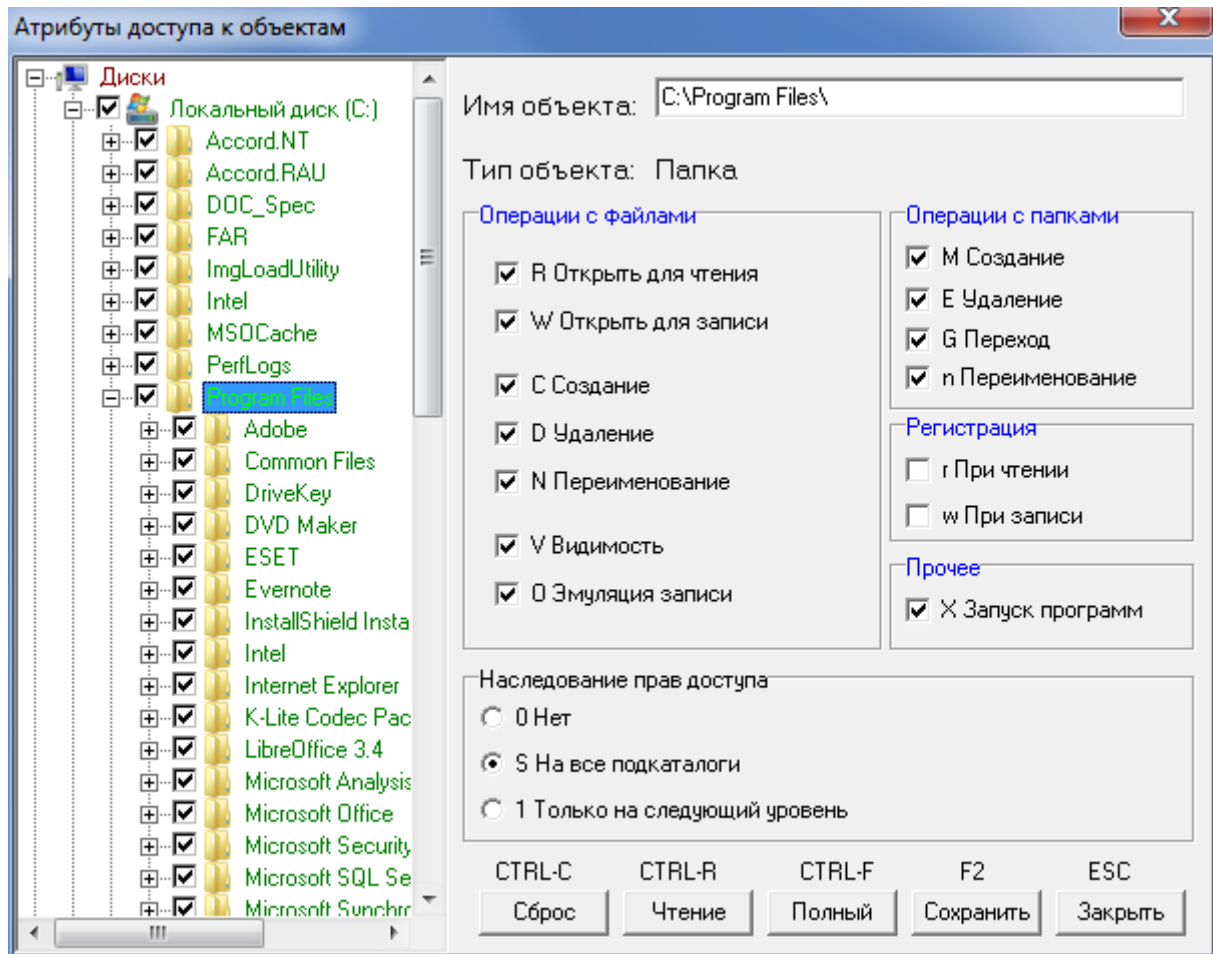 Атрибуты доступа к объектам
Диски
Локальный диск (C:)
Accord.NT
Accord.RAU
DOC_Spec
FAR
ImgLoadUtility
Intel
MSOCache
PerfLogs
Program Files
Adobe
Common Files
DriveKey
DVD Maker
ESET
Evernote
InstallShield Insta
Intel
Internet Explorer
K-Lite Codec Pac
LibreOffice 3.4
Microsoft Analysis
Microsoft Office
Microsoft Security
Microsoft SQL Se
Microsoft Synchr
Имя объекта: C:\Program Files\
Тип объекта: Папка
Операции с файлами
R Открыть для чтения
W Открыть для записи
C Создание
D Удаление
N Переименование
V Видимость
O Эмуляция записи
Операции с папками
M Создание
E Удаление
G Переход
n Переименование
Регистрация
r При чтении
w При записи
Прочее
X Запуск программ
Наследование прав доступа
0 Нет
S На все подкаталоги
1 Только на следующий уровень
CTRL-C CTRL-R CTRL-F F2 ESC
Сброс Чтение Полный Сохранить Закрыть